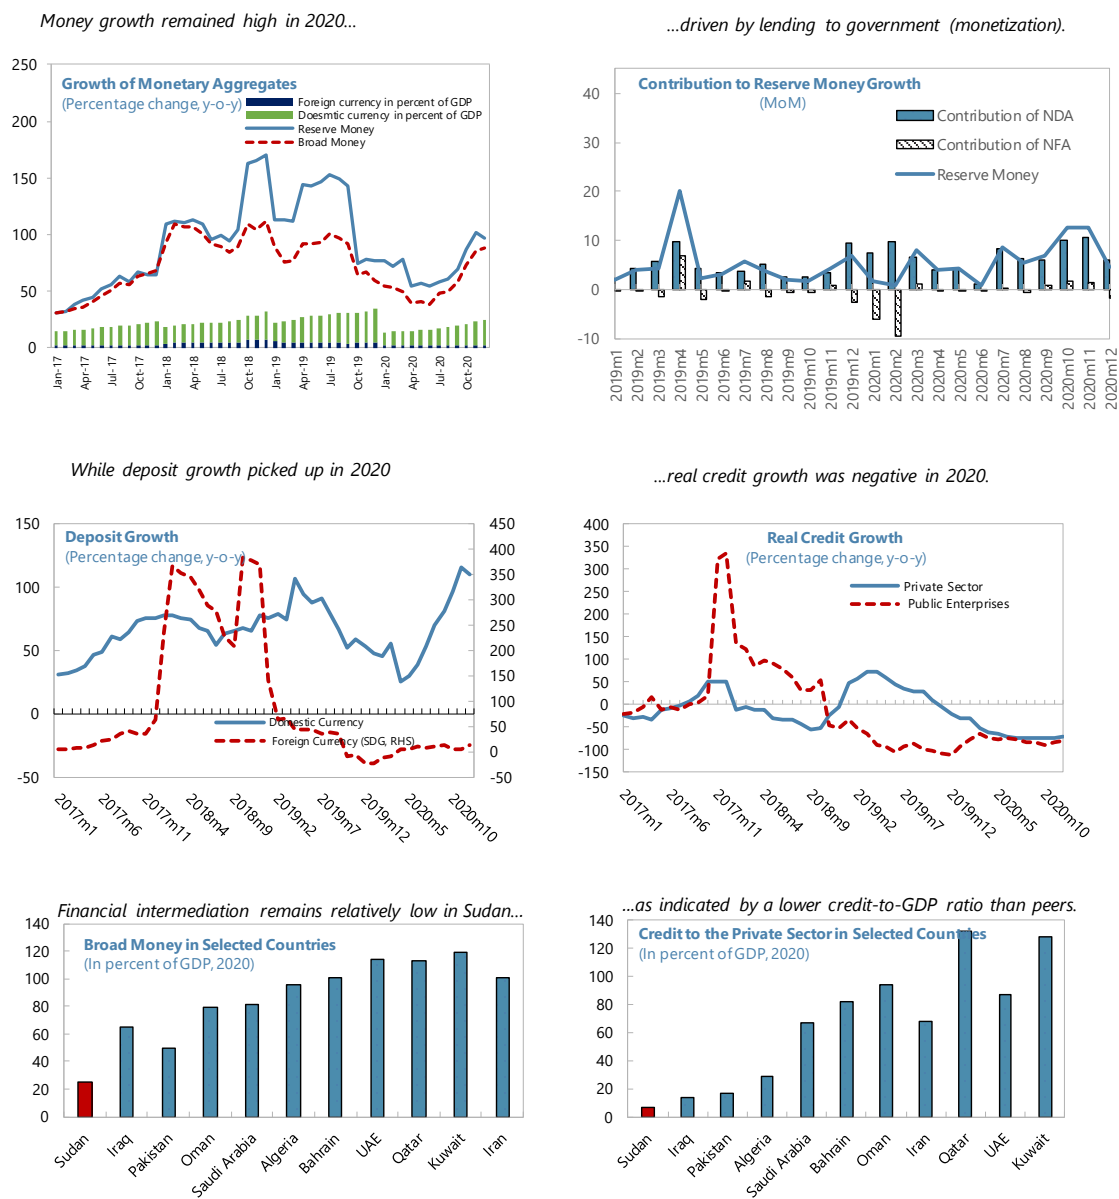 Money growth remained high in 2020...
250
200
150
100
50
0
Growth of Monetary Aggregates
(Percentage change, y-o-y)
Foreign currency in percent of GDP
Doesmtic currency in percent of GDP
Reserve Money
Broad Money
Jan-17
Apr-17
Jul-17
Oct-17
Jan-18
Apr-18
Jul-18
Oct-18
Jan-19
Apr-19
Jul-19
Oct-19
Jan-20
Apr-20
Jul-20
Oct-20
...driven by lending to government (monetization).
40
30
20
10
0
-10
Contribution to Reserve Money Growth
(MoM)
Contribution of NDA
Contribution of NFA
Reserve Money
2019m1
2019m2
2019m3
2019m4
2019m5
2019m6
2019m7
2019m8
2019m9
2019m10
2019m11
2019m12
2020m1
2020m2
2020m3
2020m4
2020m5
2020m6
2020m7
2020m8
2020m9
2020m10
2020m11
2020m12
While deposit growth picked up in 2020
150
100
50
0
-50
Deposit Growth
(Percentage change, y-o-y)
Domestic Currency
Foreign Currency (SDG, RHS)
450
400
350
300
250
200
150
100
50
0
-50
2017m1
2017m6
2017m11
2018m4
2018m9
2019m2
2019m7
2019m12
2020m5
2020m10
...real credit growth was negative in 2020.
400
350
300
250
200
150
100
50
0
-50
-100
-150
Real Credit Growth
(Percentage change, y-o-y)
Private Sector
Public Enterprises
2017m1
2017m6
2017m11
2018m4
2018m9
2019m2
2019m7
2019m12
2020m5
2020m10
Financial intermediation remains relatively low in Sudan...
140
120
100
80
60
40
20
0
Broad Money in Selected Countries
(In percent of GDP, 2020)
Sudan
Iraq
Pakistan
Oman
Saudi Arabia
Algeria
Bahrain
UAE
Qatar
Kuwait
Iran
...as indicated by a lower credit-to-GDP ratio than peers.
140
120
100
80
60
40
20
0
Credit to the Private Sector in Selected Countries
(In percent of GDP, 2020)
Sudan
Iraq
Pakistan
Algeria
Saudi Arabia
Bahrain
Oman
Iran
Qatar
UAE
Kuwait